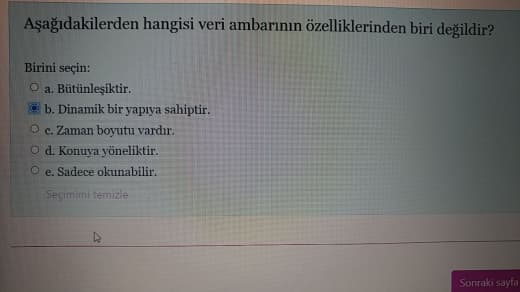 Aşağıdakilerden hangisi veri ambarının özelliklerinden biri değildir?
Birini seçin:
a. Bütünleşiktir.
b. Dinamik bir yapıya sahiptir.
c. Zaman boyutu vardır.
d. Konuya yöneliktir.
e. Sadece okunabilir.
Seçimimi temizle
Sonraki sayfa